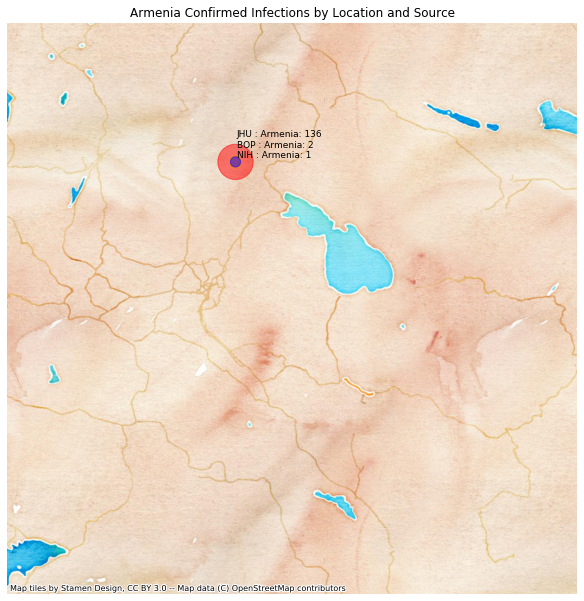 Armenia Confirmed Infections by Location and Source
JHU : Armenia: 136
BOP : Armenia: 2
NIH : Armenia: 1
Map tiles by Stamen Design, CC BY 3.0 -- Map data (C) OpenStreetMap contributors